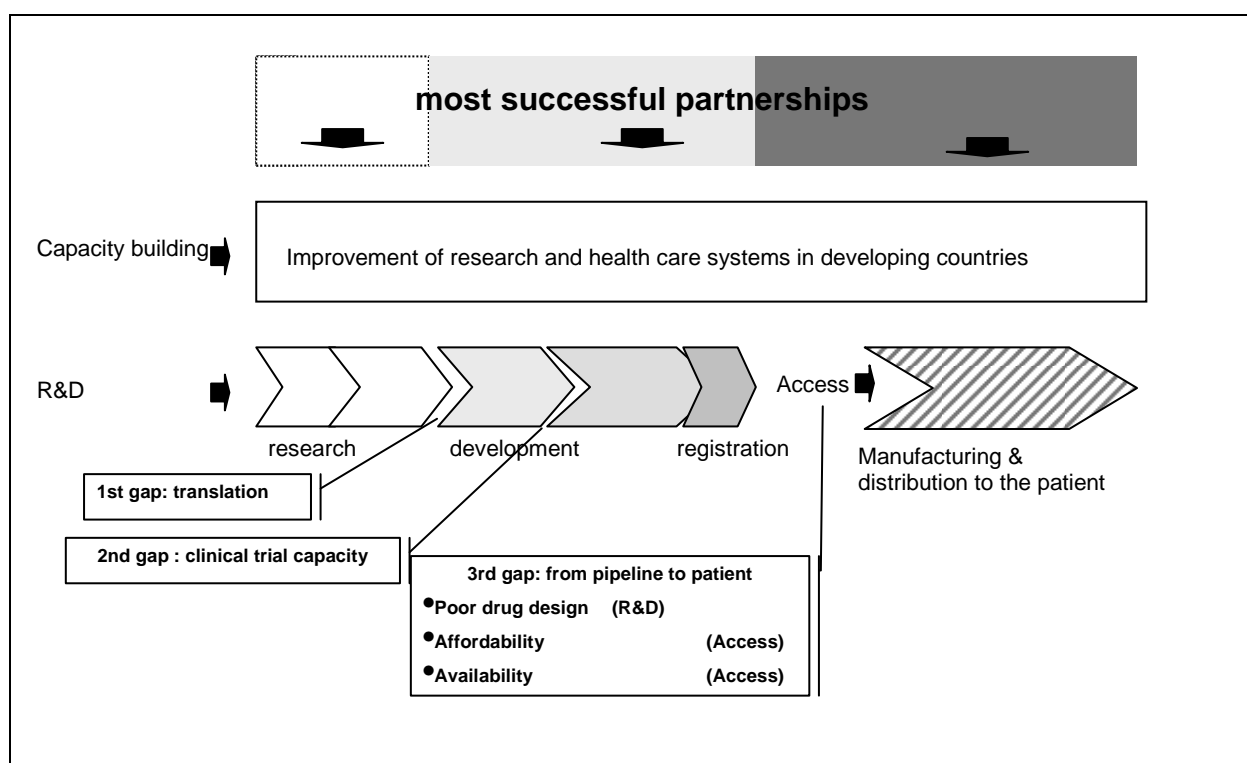 most successful partnerships
Capacity building
Improvement of research and health care systems in developing countries
R&D
Access
research
development
registration
Manufacturing &
distribution to the patient
1st gap: translation
2nd gap : clinical trial capacity
3rd gap: from pipeline to patient
•Poor drug design (R&D)
•Affordability (Access)
•Availability (Access)